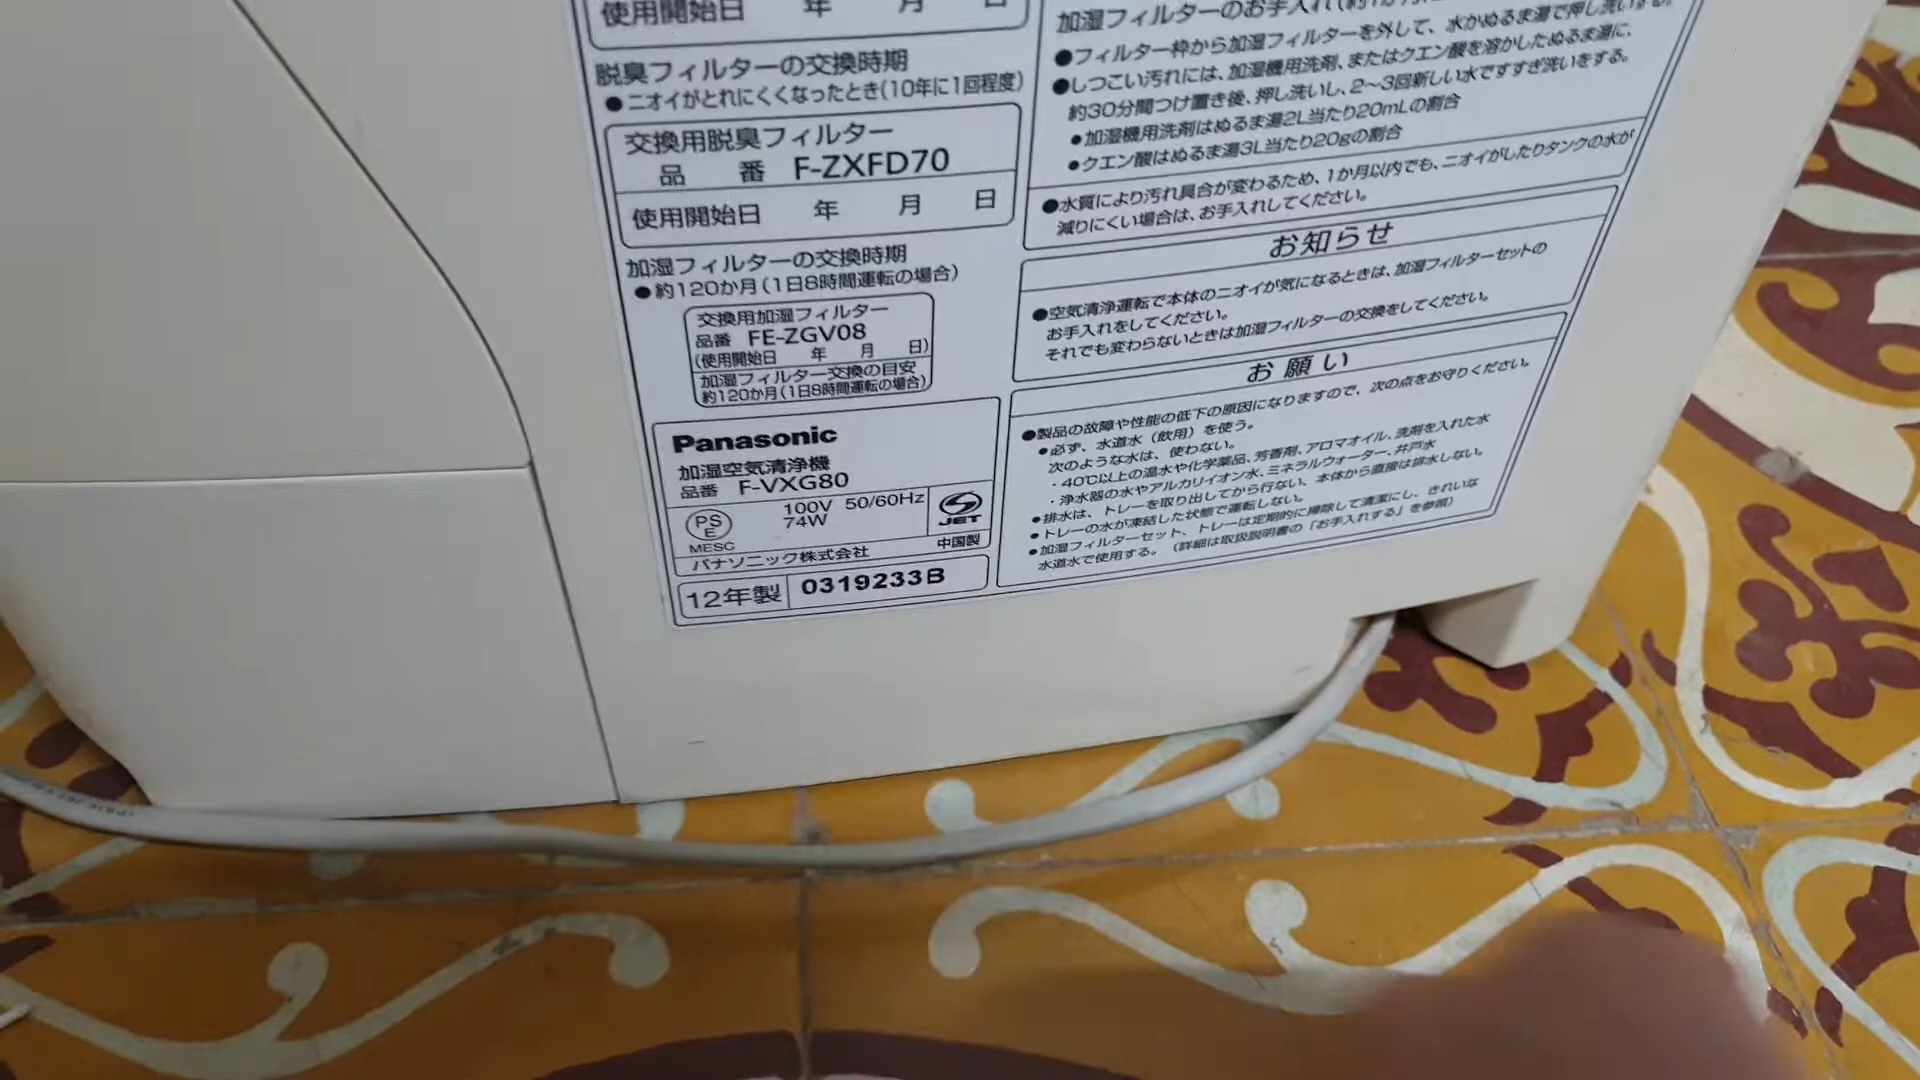 使用開始日 年 月 日
脱臭フィルターの交換時期
●ニオイがとれにくくなったとき(10年に1回程度)
交換用脱臭フィルター
品 番 F-ZXFD70
使用開始日 年 月 日
加湿フィルターの交換時期
●約120か月(1日8時間運転の場合)
交換用加湿フィルター
品番 FE-ZGV08
(使用開始日 年 月 日)
加湿フィルター交換の目安
約120か月(1日8時間運転の場合)
Panasonic
加湿空気清浄機
品番 F-VXG80
PS
E
MESC
100V 50/60Hz
74W
JET
パナソニック株式会社
中国製
12年製 0319233B
加湿フィルターのお手入れ
●フィルター枠から加湿フィルターを外して、水かぬるま湯で押し洗いする。
●しつこい汚れには、加湿機用洗剤、またはクエン酸を溶かしたぬるま湯に、
約30分間つけ置き後、押し洗いし、2〜3回新しい水ですすぎ洗いをする。
●加湿機用洗剤はぬるま湯2L当たり20mLの割合
●クエン酸はぬるま湯3L当たり20gの割合
●水質により汚れ具合が変わるため、1か月以内でも、ニオイがしたりタンクの水が
減りにくい場合は、お手入れしてください。
お知らせ
●空気清浄運転で本体のニオイが気になるときは、加湿フィルターセットの
お手入れをしてください。
それでも変わらないときは加湿フィルターの交換をしてください。
お願い
●製品の故障や性能の低下の原因になりますので、次の点をお守りください。
●必ず、水道水（飲用）を使う。
次のような水は、使わない。
・40℃以上の温水や化学薬品、芳香剤、アロマオイル、洗剤を入れた水
・浄水器の水やアルカリイオン水、ミネラルウォーター、井戸水
●排水は、トレーを取り出してから行ない、本体から直接は排水しない。
●トレーの水が凍結した状態で運転しない。
●加湿フィルターセット、トレーは定期的に掃除して清潔にし、きれいな
水道水で使用する。（詳細は取扱説明書の「お手入れする」を参照）